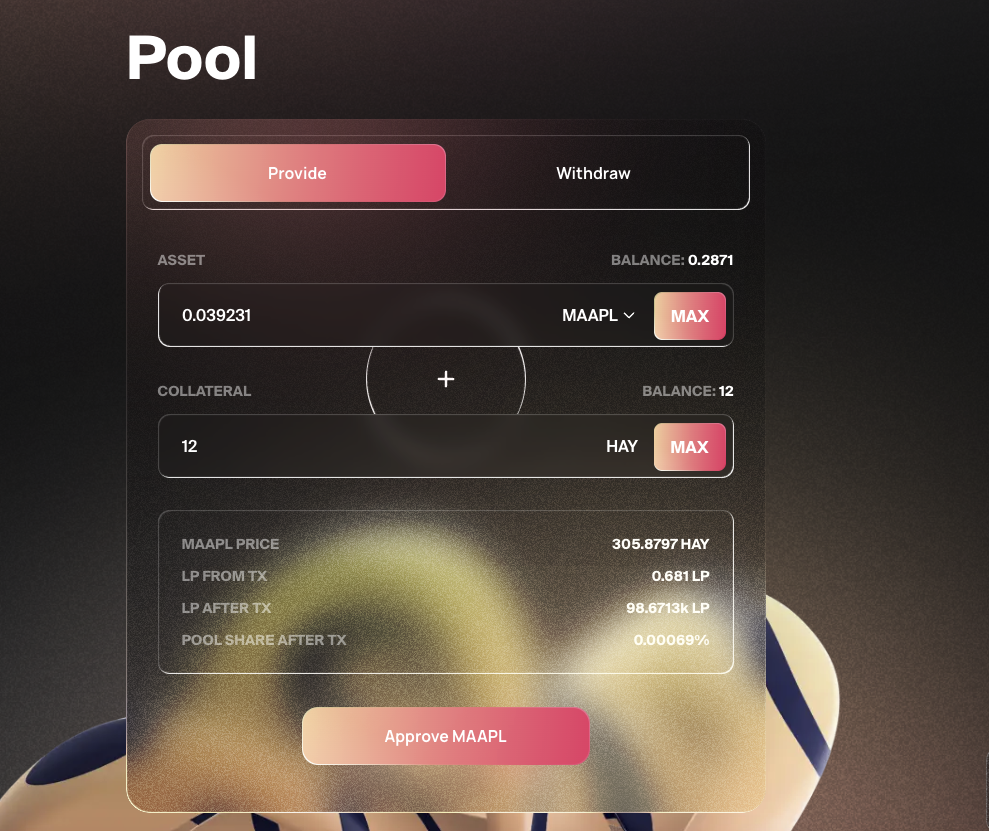 Pool
Provide Withdraw
ASSET BALANCE: 0.2871
0.039231 MAAPL MAX
+
COLLATERAL BALANCE: 12
12 HAY MAX
MAAPL PRICE 305.8797 HAY
LP FROM TX 0.681 LP
LP AFTER TX 98.6713k LP
POOL SHARE AFTER TX 0.00069%
Approve MAAPL